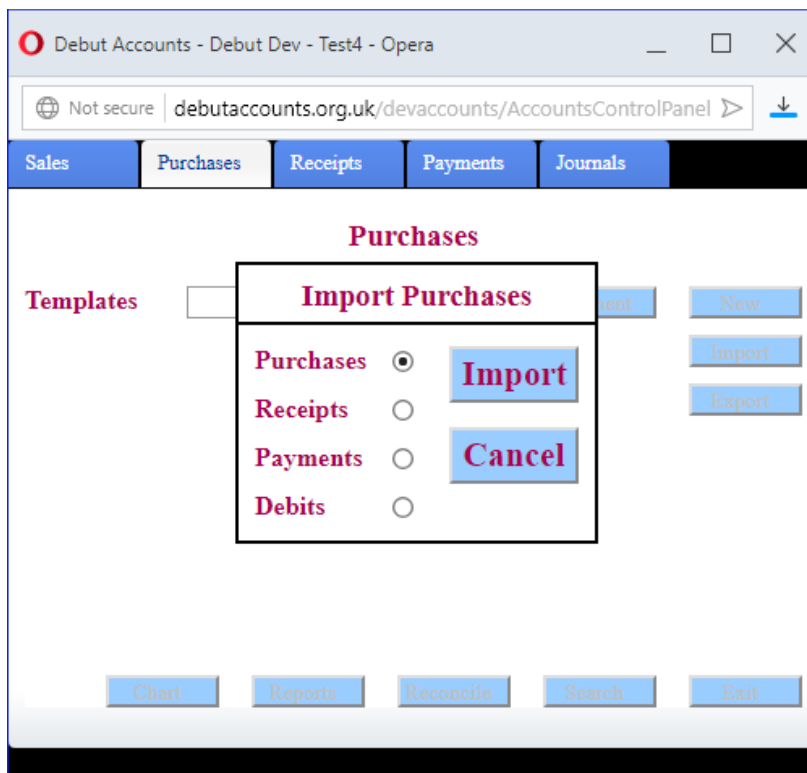 Debut Accounts - Debut Dev - Test4 - Opera
Not secure debutaccounts.org.uk/devaccounts/AccountsControlPanel
Sales Purchases Receipts Payments Journals
Purchases
Import Purchases
Templates New
Purchases Import Import
Receipts Export
Payments Cancel
Debits
Chart Reports Reconcile Search Exit